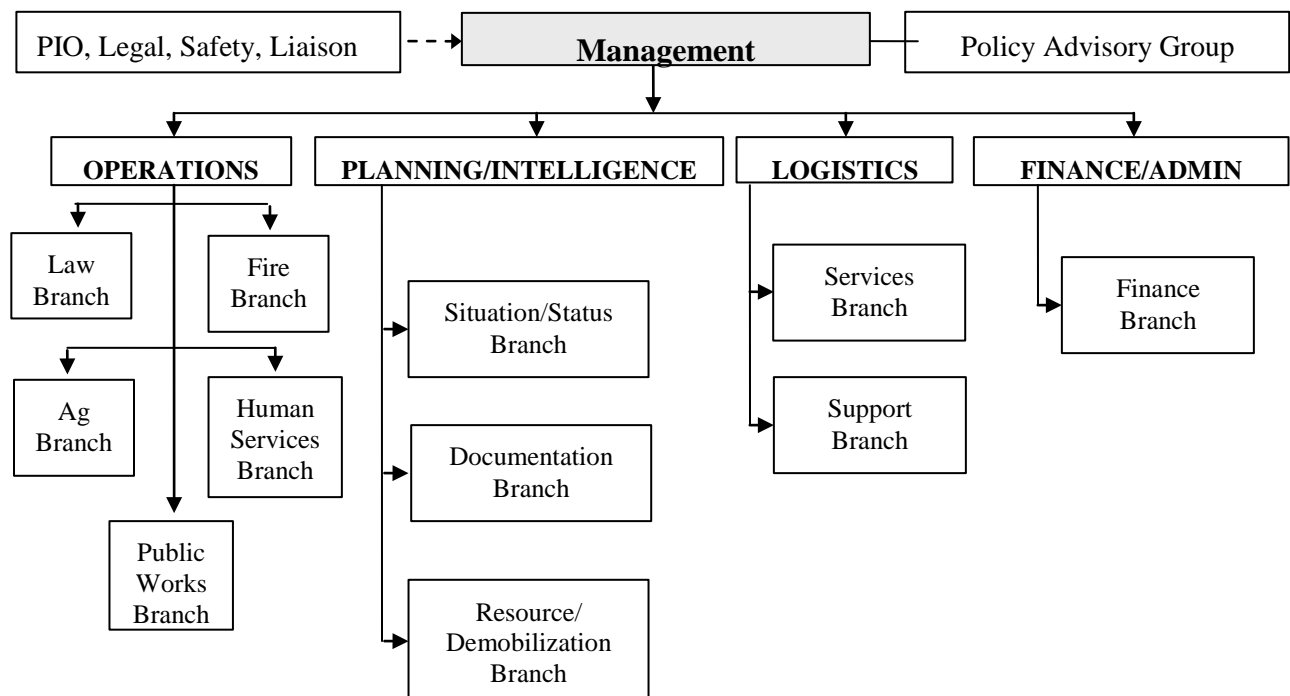 PIO, Legal, Safety, Liaison
Management
Policy Advisory Group
OPERATIONS
PLANNING/INTELLIGENCE
LOGISTICS
FINANCE/ADMIN
Law
Branch
Fire
Branch
Ag
Branch
Human
Services
Branch
Public
Works
Branch
Situation/Status
Branch
Documentation
Branch
Resource/
Demobilization
Branch
Services
Branch
Support
Branch
Finance
Branch